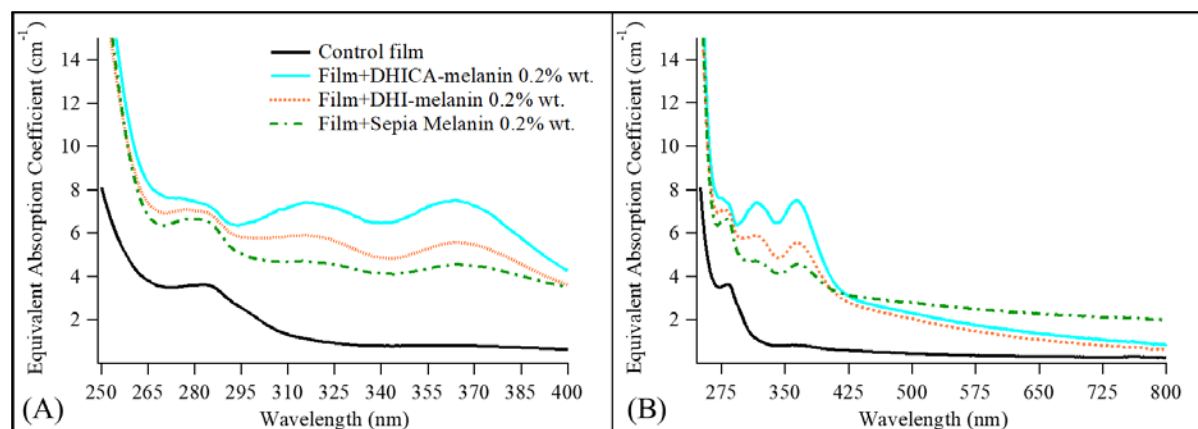 Equivalent Absorption Coefficient (cm-1)
14
12
10
8
6
4
2
Control film
Film+DHICA-melanin 0.2% wt.
Film+DHI-melanin 0.2% wt.
Film+Sepia Melanin 0.2% wt.
250 265 280 295 310 325 340 355 370 385 400
(A) Wavelength (nm)
Equivalent Absorption Coefficient (cm-1)
14
12
10
8
6
4
2
275 350 425 500 575 650 725 800
(B) Wavelength (nm)